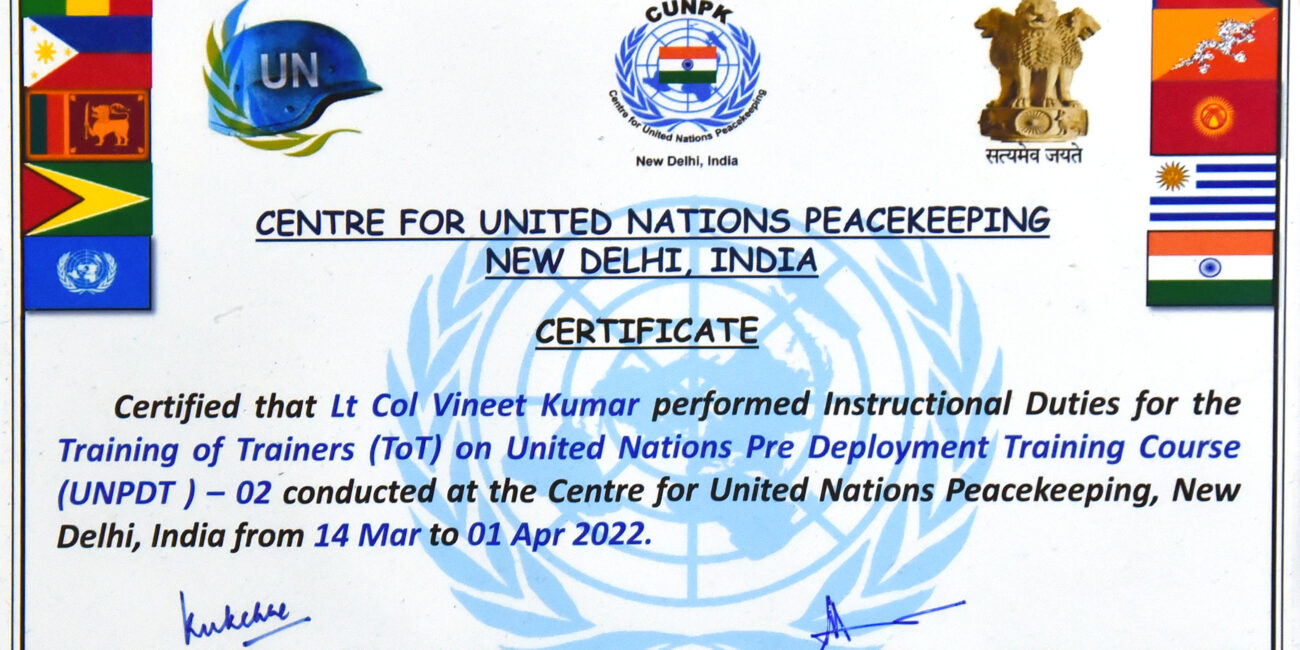 UN
CUNPK
Centre for United Nations Peacekeeping
New Delhi, India
सत्यमेव जयते
CENTRE FOR UNITED NATIONS PEACEKEEPING
NEW DELHI, INDIA
CERTIFICATE
Certified that Lt Col Vineet Kumar performed Instructional Duties for the
Training of Trainers (ToT) on United Nations Pre Deployment Training Course
(UNPDT ) – 02 conducted at the Centre for United Nations Peacekeeping, New
Delhi, India from 14 Mar to 01 Apr 2022.